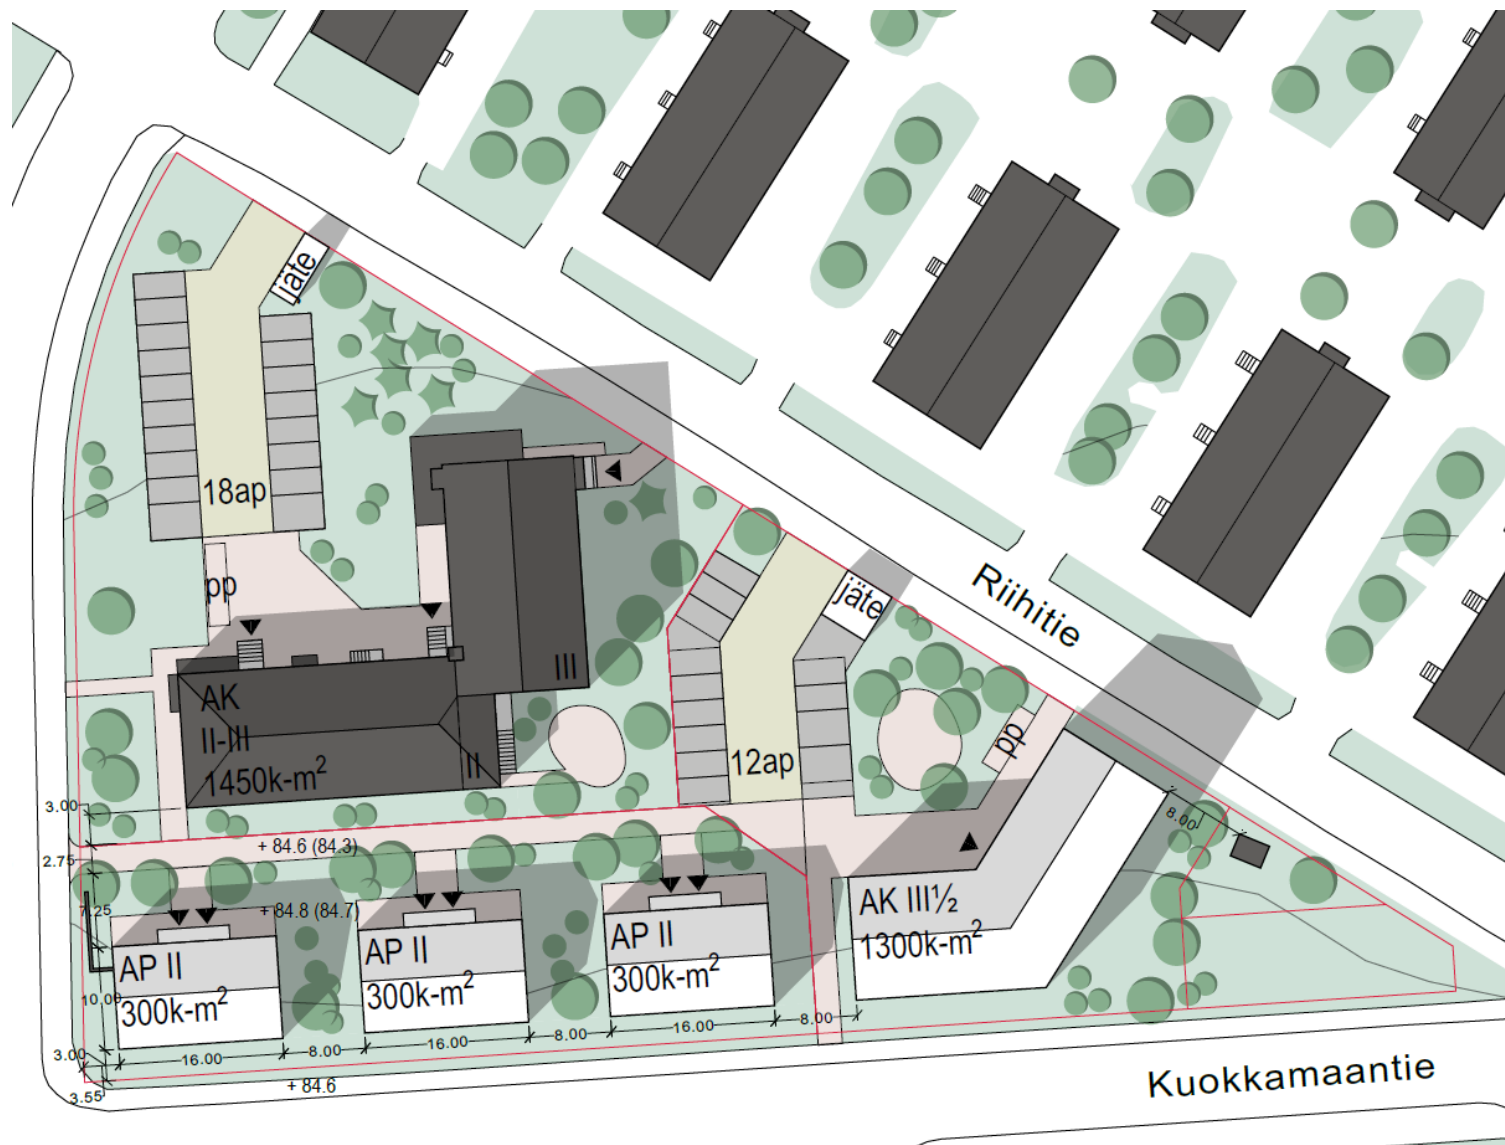 jäte
18ap
pp
Riihitie
jäte
III
AK
II-III
1450k-m²
II
12ap
pp
3.00
8.00
+ 84.6 (84.3)
2.75
7.25
+ 84.8 (84.7)
AP II
300k-m²
AP II
300k-m²
AP II
300k-m²
AK III½
1300k-m²
10.00
16.00
8.00
16.00
8.00
16.00
8.00
3.00
3.55
+ 84.6
Kuokkamaantie